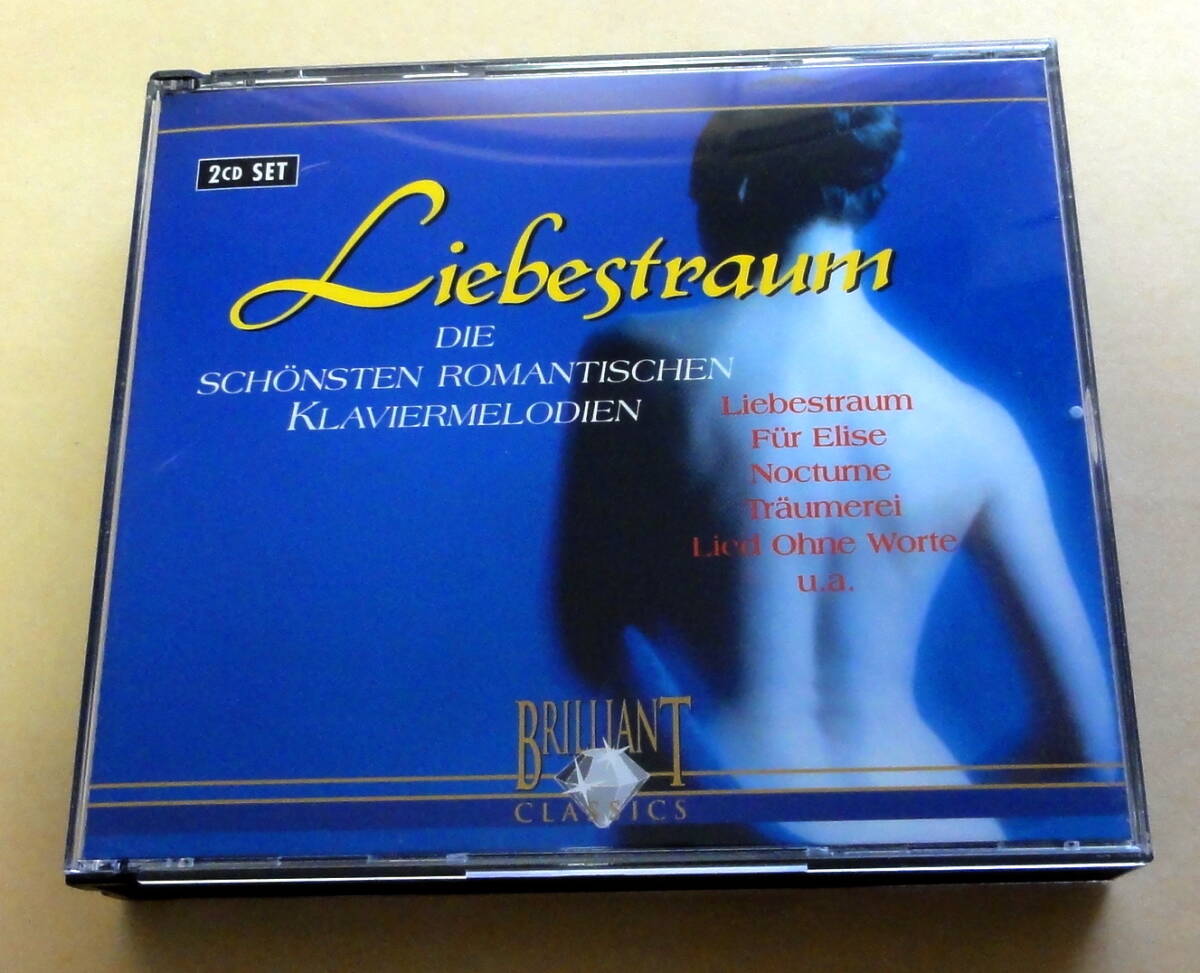 2CD SET
Liebestraum
DIE
SCHÖNSTEN ROMANTISCHEN
KLAVIERMELODIEN
Liebestraum
Für Elise
Nocturne
Träumerei
Lied Ohne Worte
u.a.
BRILLIANT
CLASSICS